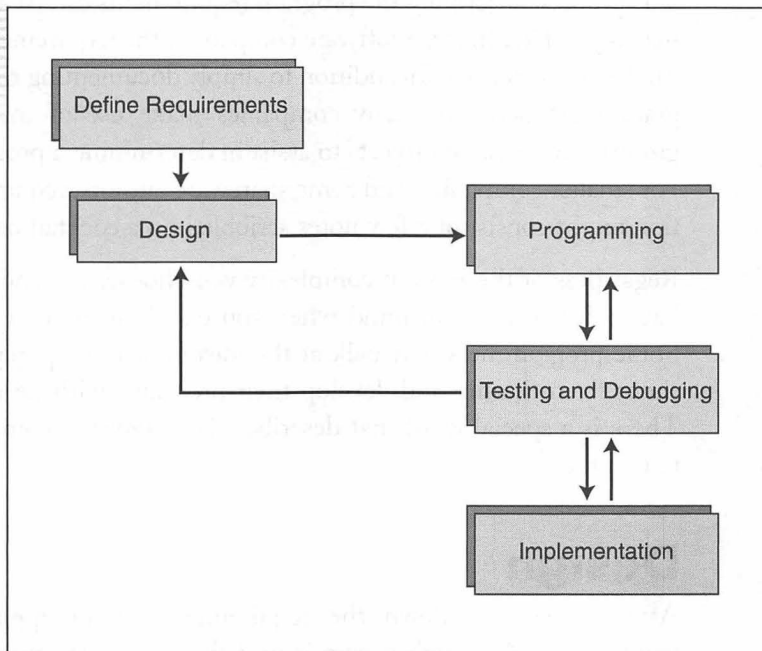 Define Requirements
Design
Programming
Testing and Debugging
Implementation